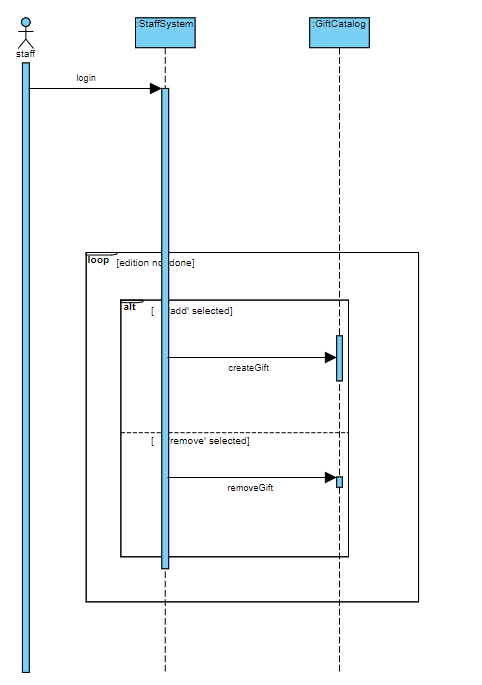 :StaffSystem
:GiftCatalog
staff
login
loop [edition not done]
alt [ 'add' selected]
createGift
[ 'remove' selected]
removeGift